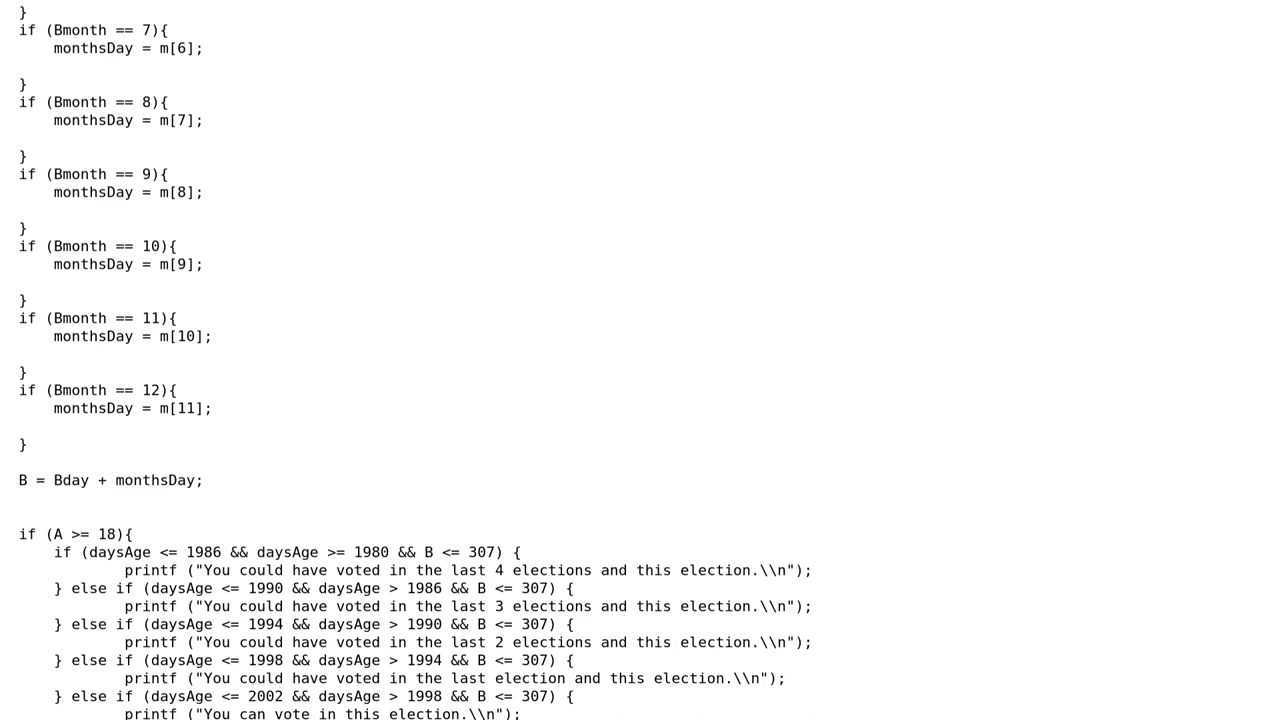 }
if (Bmonth == 7){
    monthsDay = m[6];

}
if (Bmonth == 8){
    monthsDay = m[7];

}
if (Bmonth == 9){
    monthsDay = m[8];

}
if (Bmonth == 10){
    monthsDay = m[9];

}
if (Bmonth == 11){
    monthsDay = m[10];

}
if (Bmonth == 12){
    monthsDay = m[11];

}

B = Bday + monthsDay;


if (A >= 18){
    if (daysAge <= 1986 && daysAge >= 1980 && B <= 307) {
            printf ("You could have voted in the last 4 elections and this election.\\n");
    } else if (daysAge <= 1990 && daysAge > 1986 && B <= 307) {
            printf ("You could have voted in the last 3 elections and this election.\\n");
    } else if (daysAge <= 1994 && daysAge > 1990 && B <= 307) {
            printf ("You could have voted in the last 2 elections and this election.\\n");
    } else if (daysAge <= 1998 && daysAge > 1994 && B <= 307) {
            printf ("You could have voted in the last election and this election.\\n");
    } else if (daysAge <= 2002 && daysAge > 1998 && B <= 307) {
            printf ("You can vote in this election.\\n");